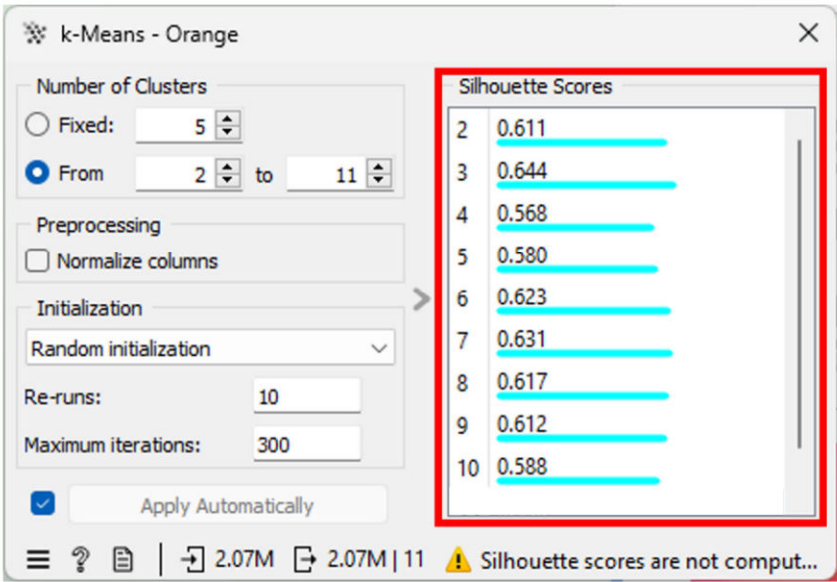 k-Means - Orange
Number of Clusters
Fixed: 5
From 2 to 11
Preprocessing
Normalize columns
Initialization
Random initialization
Re-runs: 10
Maximum iterations: 300
Apply Automatically
Silhouette Scores
2 0.611
3 0.644
4 0.568
5 0.580
6 0.623
7 0.631
8 0.617
9 0.612
10 0.588
2.07M 2.07M | 11 Silhouette scores are not comput...